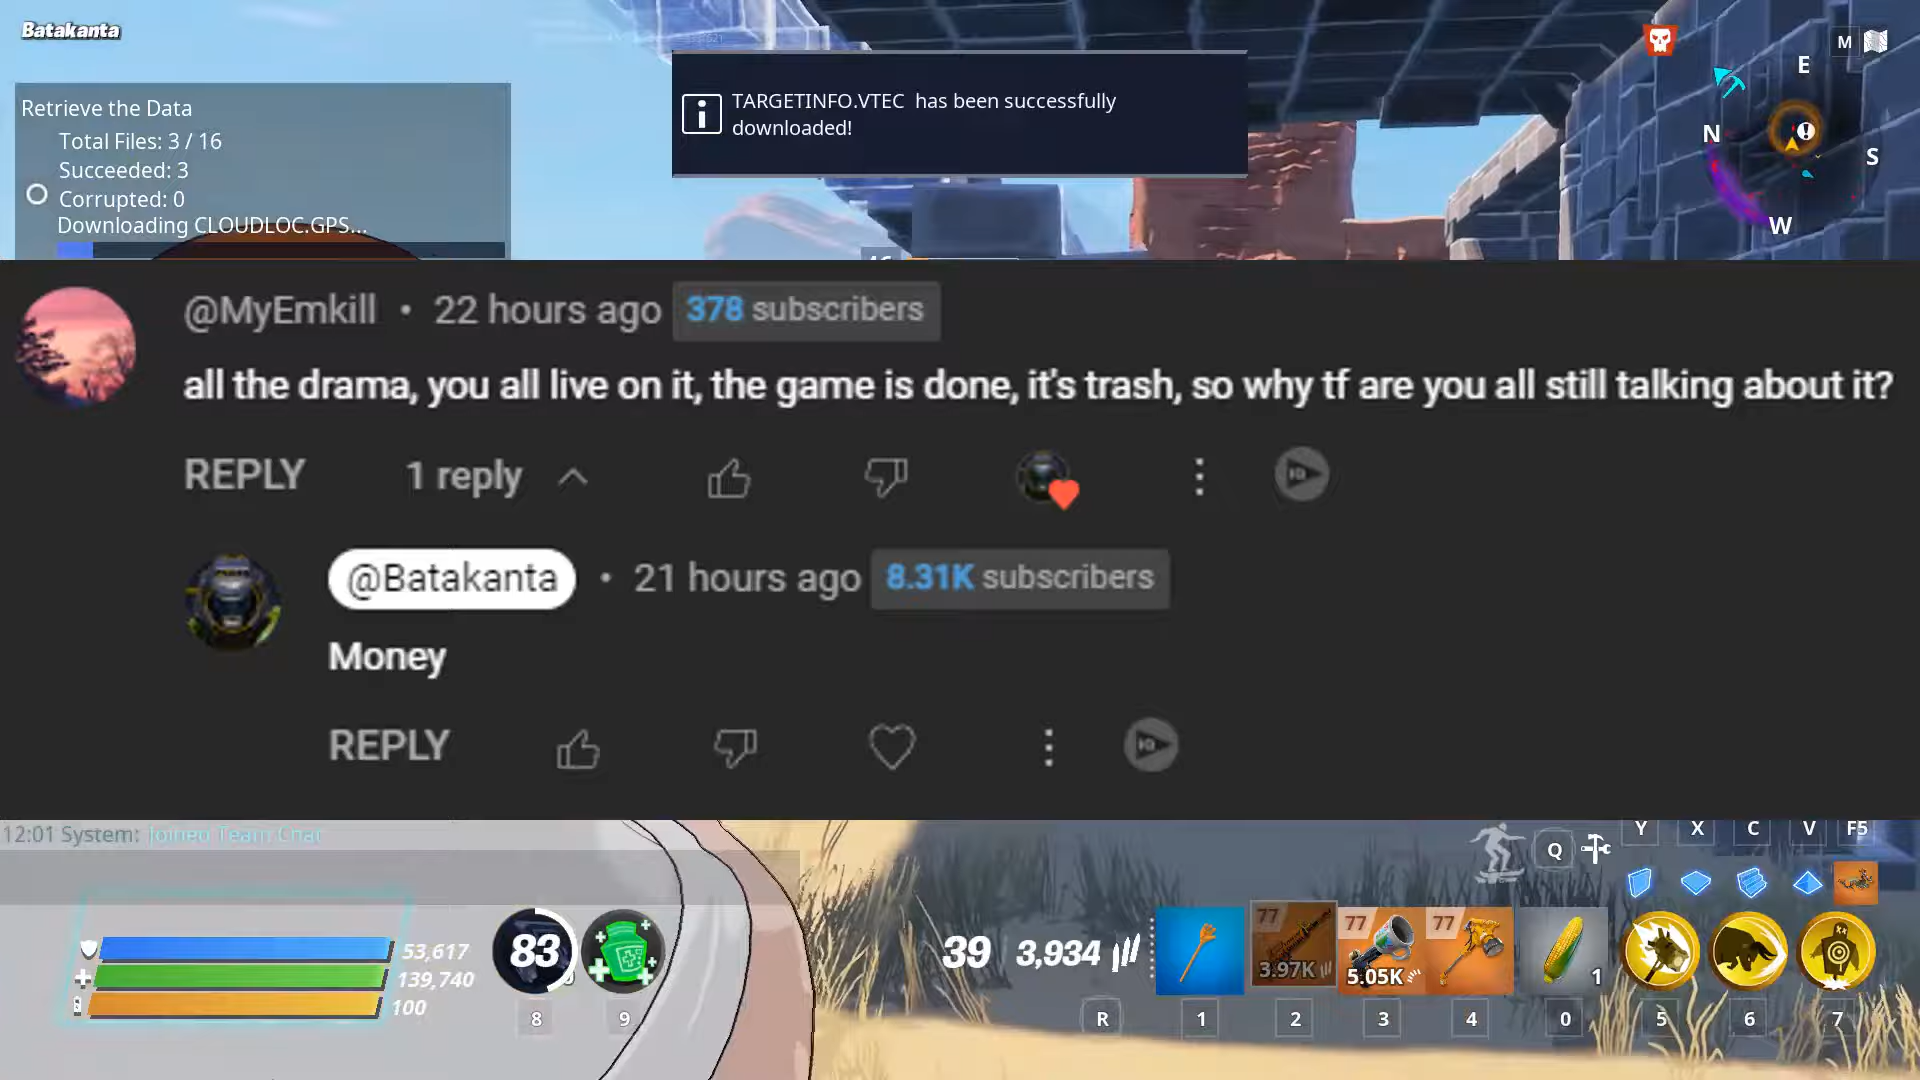 Batakanta
Retrieve the Data
Total Files: 3 / 16
Succeeded: 3
Corrupted: 0
Downloading CLOUDLOC.GPS...
TARGETINFO.VTEC has been successfully
downloaded!
M
E
N
S
W
@MyEmkill • 22 hours ago 378 subscribers
all the drama, you all live on it, the game is done, it's trash, so why tf are you all still talking about it?
REPLY 1 reply
@Batakanta • 21 hours ago 8.31K subscribers
Money
REPLY
12:01 System: Joined Team Chat
Y X C V F5
Q
53,617
139,740
100
83
8 9
39 3,934
77 77 77
3.97K 5.05K 1
R 1 2 3 4 0 5 6 7